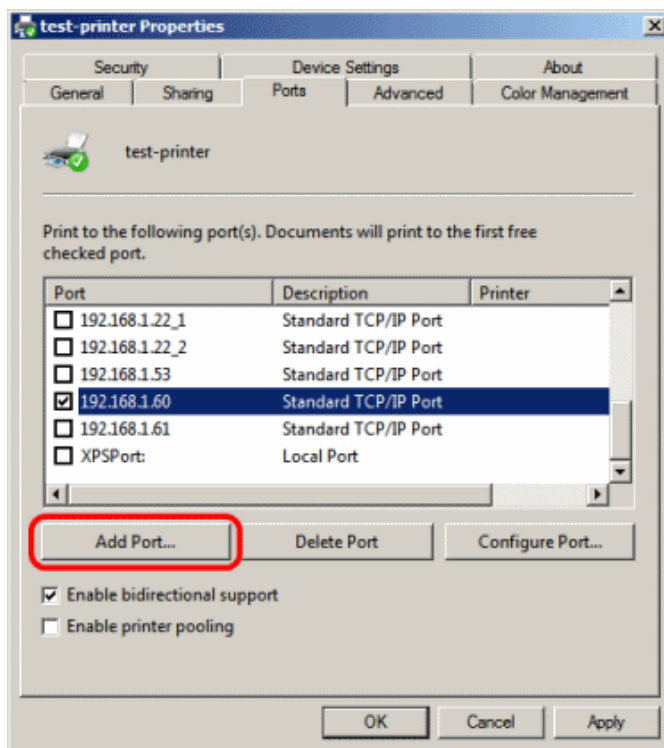 test-printer Properties
Security Device Settings About
General Sharing Ports Advanced Color Management
test-printer
Print to the following port(s). Documents will print to the first free
checked port.
Port Description Printer
192.168.1.22_1 Standard TCP/IP Port
192.168.1.22_2 Standard TCP/IP Port
192.168.1.53 Standard TCP/IP Port
192.168.1.60 Standard TCP/IP Port
192.168.1.61 Standard TCP/IP Port
XPSPort: Local Port
Add Port... Delete Port Configure Port...
Enable bidirectional support
Enable printer pooling
OK Cancel Apply